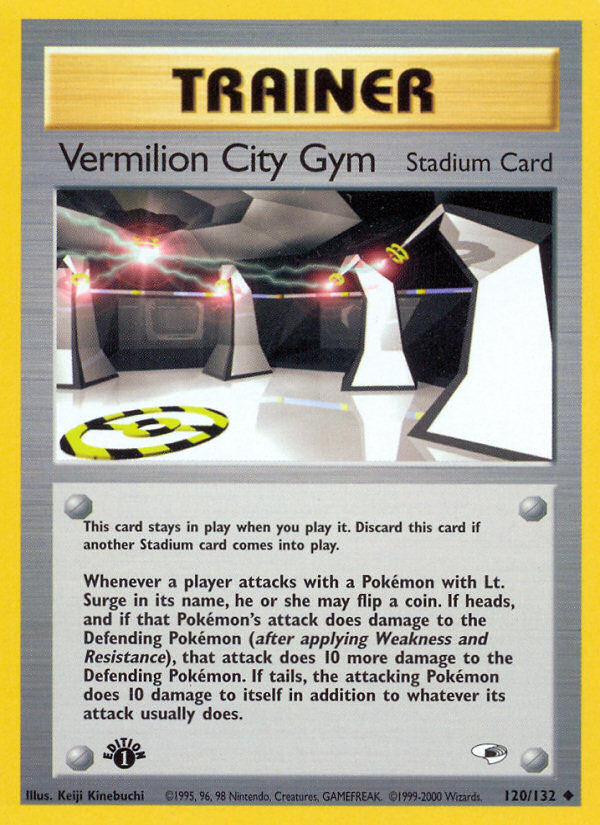 TRAINER
Vermilion City Gym Stadium Card
This card stays in play when you play it. Discard this card if
another Stadium card comes into play.
Whenever a player attacks with a Pokémon with Lt.
Surge in its name, he or she may flip a coin. If heads,
and if that Pokémon's attack does damage to the
Defending Pokémon (after applying Weakness and
Resistance), that attack does 10 more damage to the
Defending Pokémon. If tails, the attacking Pokémon
does 10 damage to itself in addition to whatever its
attack usually does.
EDITION
1
Illus. Keiji Kinebuchi ©1995, 96, 98 Nintendo, Creatures, GAMEFREAK. ©1999-2000 Wizards. 120/132